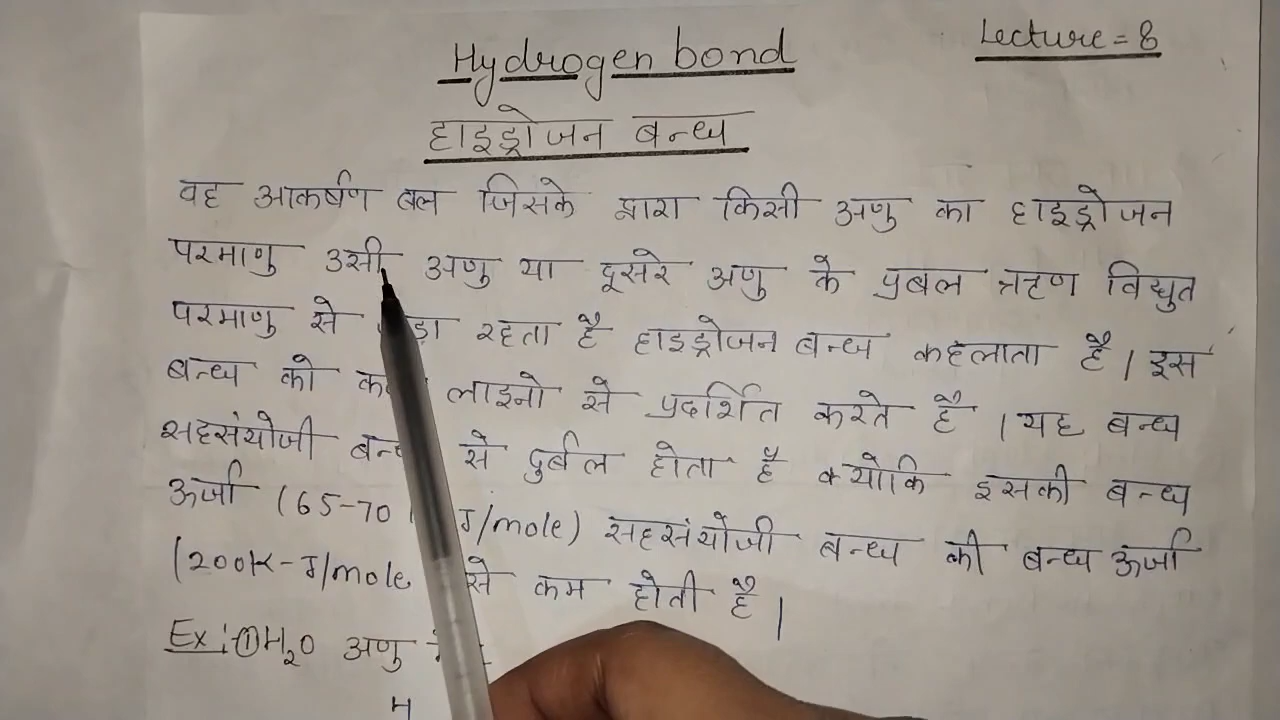 Hydrogen bond
Lecture = 8
हाइड्रोजन बन्ध
वह आकर्षण बल जिसके द्वारा किसी अणु का हाइड्रोजन
परमाणु उसी अणु या दूसरे अणु के प्रबल ऋण विद्युत
परमाणु से रहता है हाइड्रोजन बन्ध कहलाता है। इस
बन्ध को लाइनो से प्रदर्शित करते है । यह बन्ध
सहसंयोजी से दुर्बल होता है क्योकि इसकी बन्ध
ऊर्जा (65-70 J/mole) सहसंयोजी बन्ध की बन्ध ऊर्जा
(200K-J/mole से कम होती है।
Ex:① H₂O अणु
H